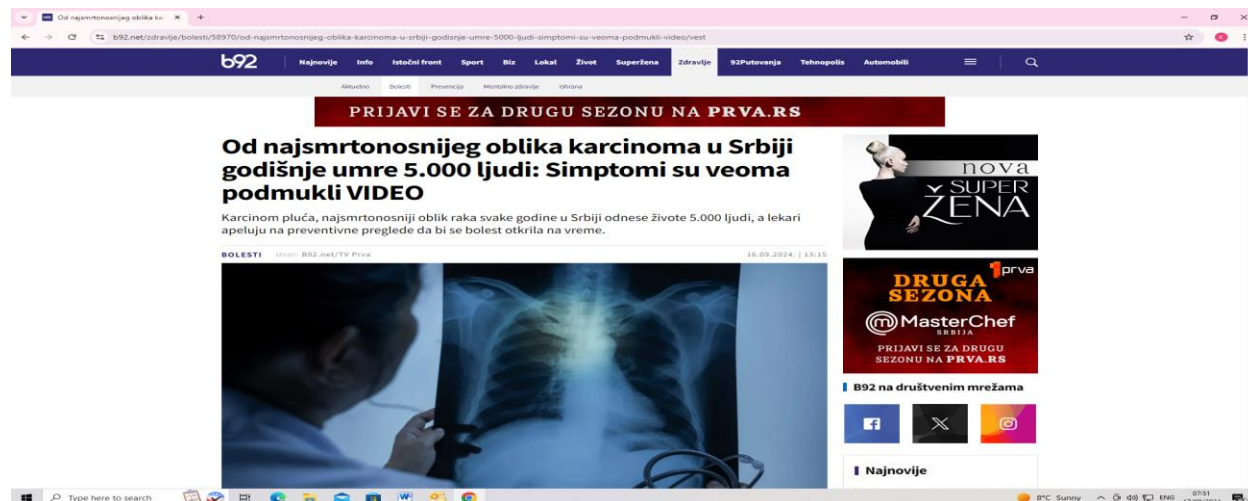 Od najsmrtonosnijeg oblika ka
b92.net/zdravlje/bolesti/58970/od-najsmrtonosnijeg-oblika-karcinoma-u-srbiji-godisnje-umre-5000-ljudi-simptomi-su-veoma-podmukli-video/vest
b92 Najnovije Info Istočni front Sport Biz Lokal Život Superžena Zdravlje 92Putovanja Tehnopolis Automobili
Aktuelno Bolesti Prevencija Mentalno zdravlje Ishrana
PRIJAVI SE ZA DRUGU SEZONU NA PRVA.RS
Od najsmrtonosnijeg oblika karcinoma u Srbiji
godišnje umre 5.000 ljudi: Simptomi su veoma
podmukli VIDEO
Karcinom pluća, najsmrtonosniji oblik raka svake godine u Srbiji odnese živote 5.000 ljudi, a lekari
apeluju na preventivne preglede da bi se bolest otkrila na vreme.
BOLESTI Izvor: B92.net/TV Prva 16.09.2024. | 13:15
nova
SUPER
ŽENA
prva
DRUGA
SEZONA
MasterChef
SRBIJA
PRIJAVI SE ZA DRUGU
SEZONU NA PRVA.RS
B92 na društvenim mrežama
Najnovije
Type here to search
8°C Sunny ENG 07:51